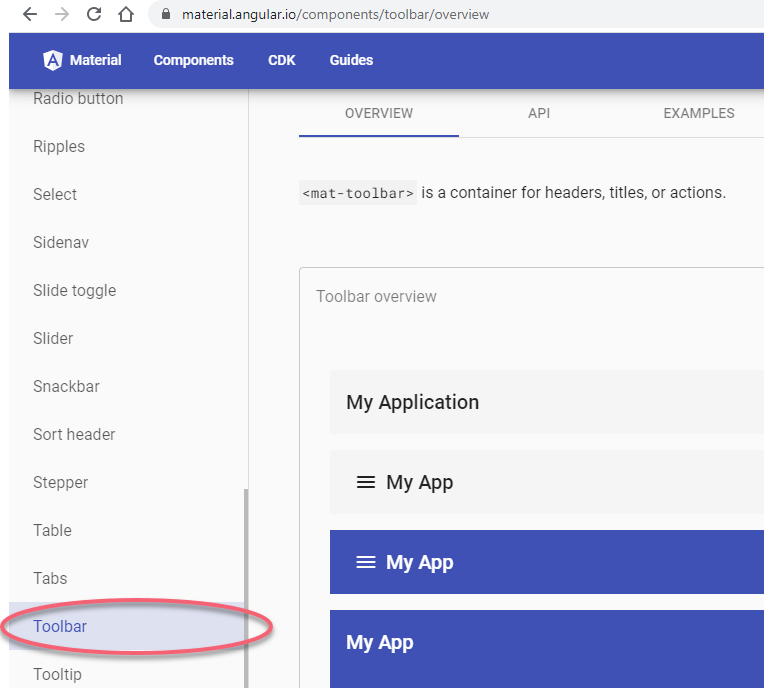 material.angular.io/components/toolbar/overview
Material Components CDK Guides
Radio button
Ripples
Select
Sidenav
Slide toggle
Slider
Snackbar
Sort header
Stepper
Table
Tabs
Toolbar
Tooltip
OVERVIEW API EXAMPLES
<mat-toolbar> is a container for headers, titles, or actions.
Toolbar overview
My Application
My App
My App
My App